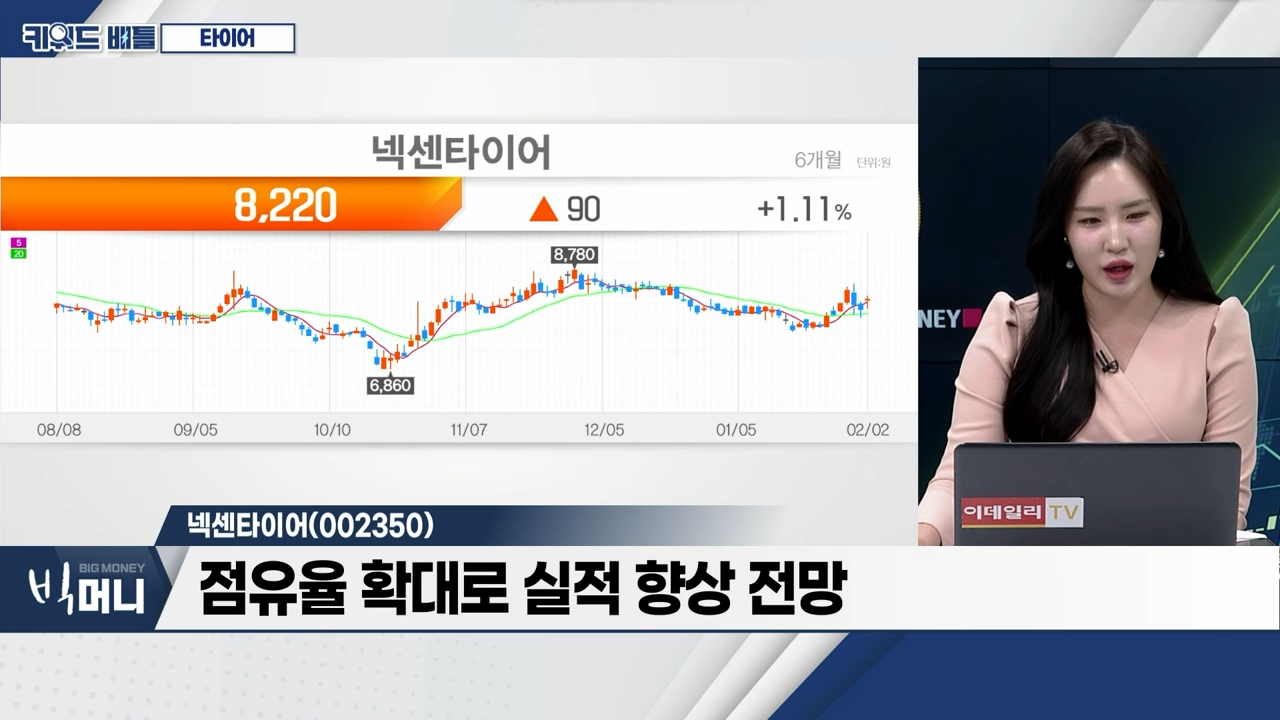 키워드 배틀
타이어
넥센타이어
6개월 단위:원
8,220 ▲ 90 +1.11%
5
20
8,780
6,860
08/08 09/05 10/10 11/07 12/05 01/05 02/02
NEY
이데일리TV
넥센타이어(002350)
BIG MONEY
빅머니
점유율 확대로 실적 향상 전망